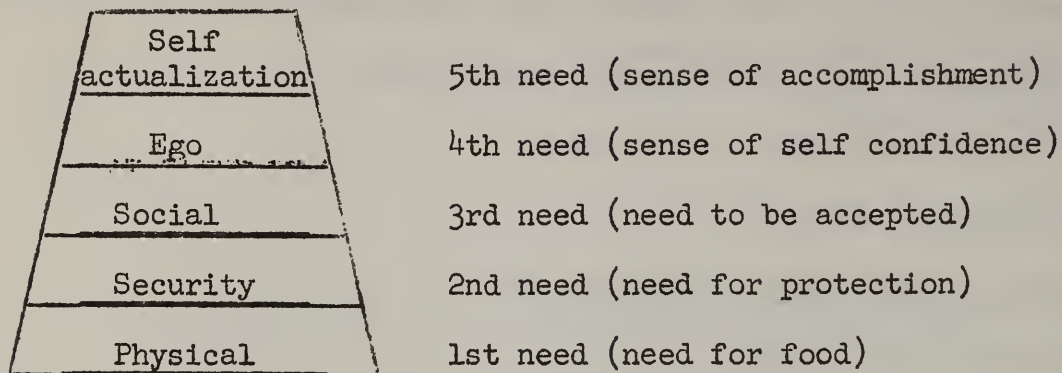 Self
actualization 5th need (sense of accomplishment)
Ego 4th need (sense of self confidence)
Social 3rd need (need to be accepted)
Security 2nd need (need for protection)
Physical 1st need (need for food)